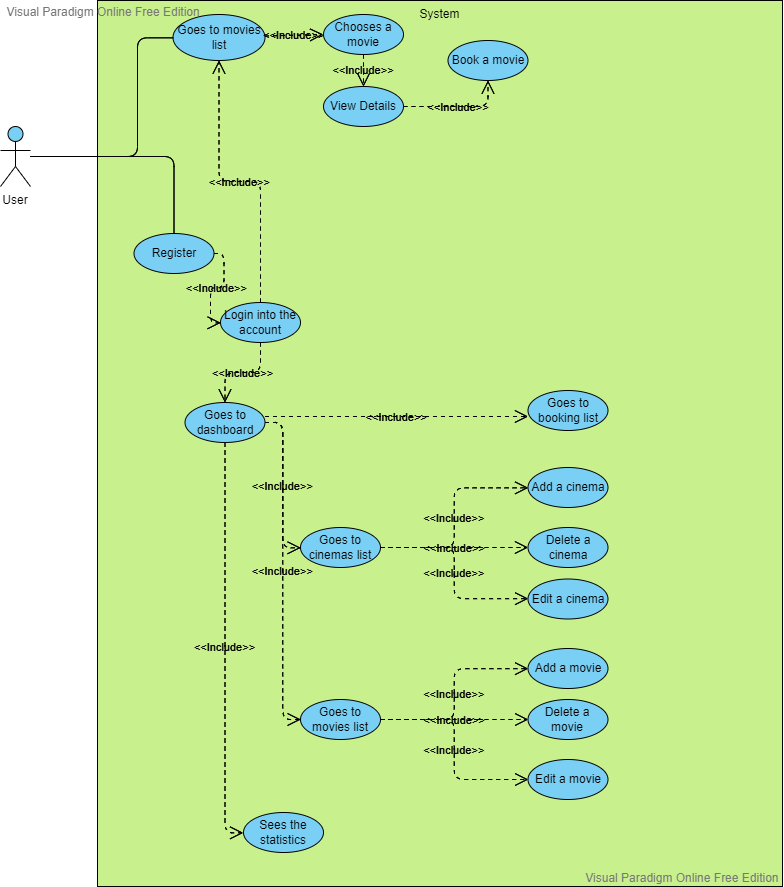 Visual Paradigm Online Free Edition
System
Goes to movies
list
<<Include>>
Chooses a
movie
<<Include>>
Book a movie
View Details
<<Include>>
User
<<Include>>
Register
<<Include>>
Login into the
account
<<Include>>
Goes to
dashboard
<<Include>>
Goes to
booking list
<<Include>>
Add a cinema
<<Include>>
Goes to
cinemas list
<<Include>>
Delete a
cinema
<<Include>>
<<Include>>
Edit a cinema
<<Include>>
Add a movie
<<Include>>
Goes to
movies list
<<Include>>
Delete a
movie
<<Include>>
Edit a movie
Sees the
statistics
Visual Paradigm Online Free Edition